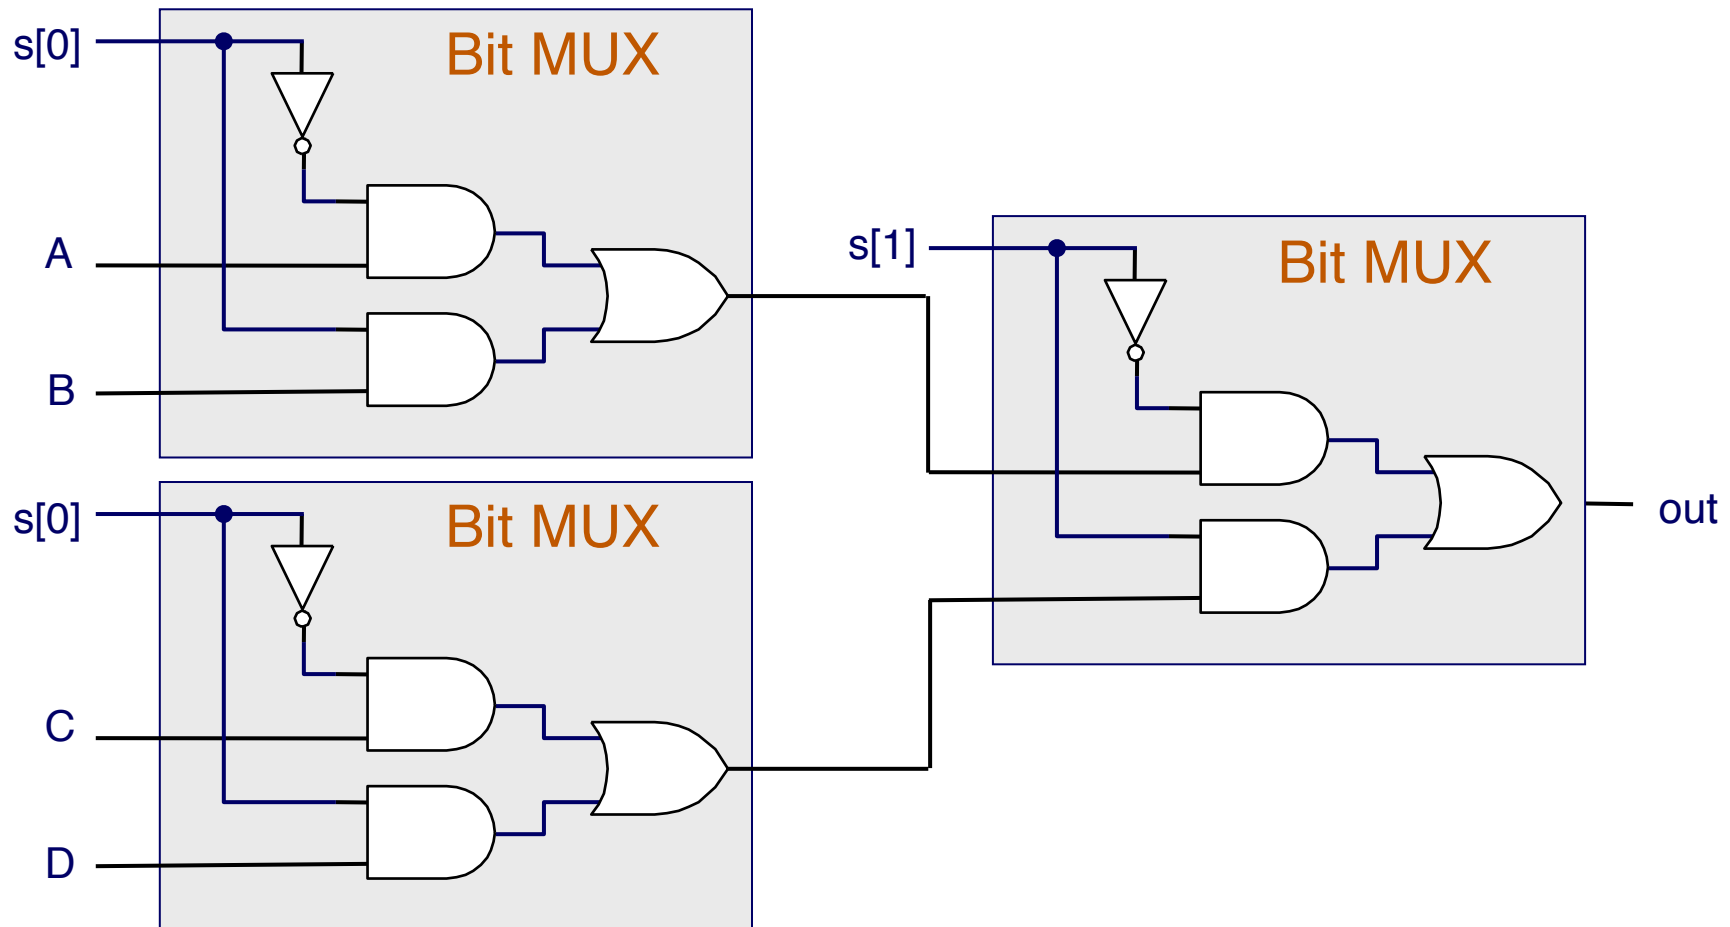 s[0]
Bit MUX
A
B
s[1]
Bit MUX
s[0]
Bit MUX
out
C
D